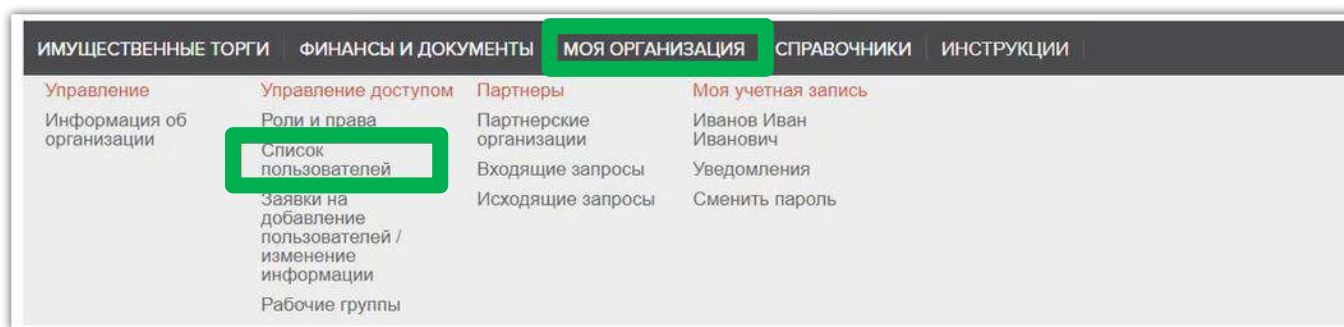 ИМУЩЕСТВЕННЫЕ ТОРГИ ФИНАНСЫ И ДОКУМЕНТЫ МОЯ ОРГАНИЗАЦИЯ СПРАВОЧНИКИ ИНСТРУКЦИИ
Управление
Информация об
организации
Управление доступом
Роли и права
Список
пользователей
Заявки на
добавление
пользователей /
изменение
информации
Рабочие группы
Партнеры
Партнерские
организации
Входящие запросы
Исходящие запросы
Моя учетная запись
Иванов Иван
Иванович
Уведомления
Сменить пароль